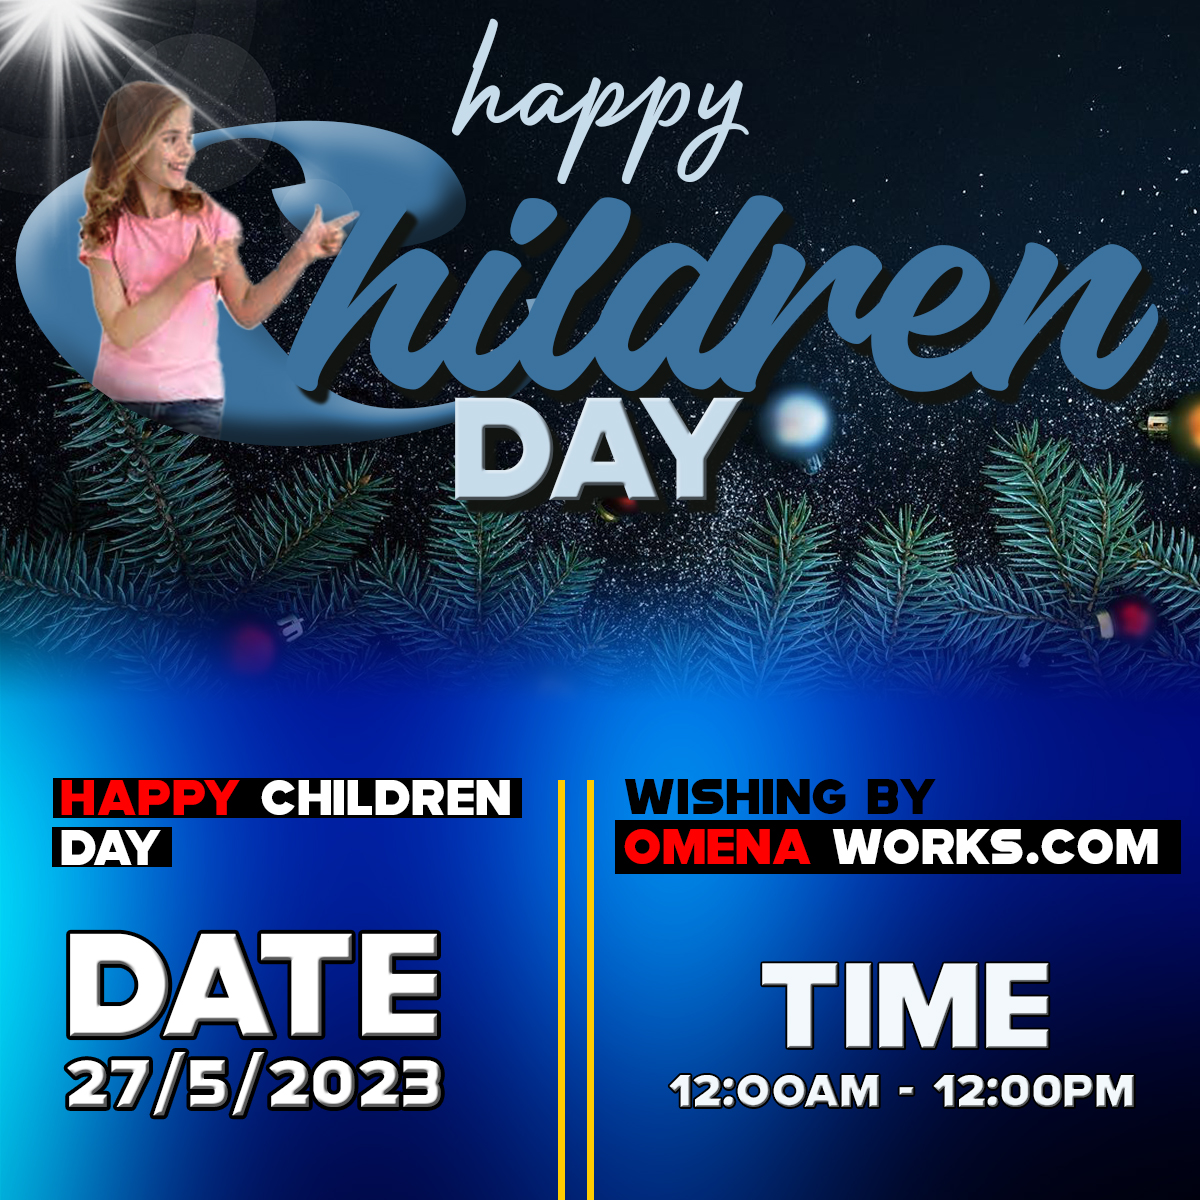 happy
Children
DAY
HAPPY CHILDREN
DAY
WISHING BY
OMENA WORKS.COM
DATE
27/5/2023
TIME
12:00AM - 12:00PM